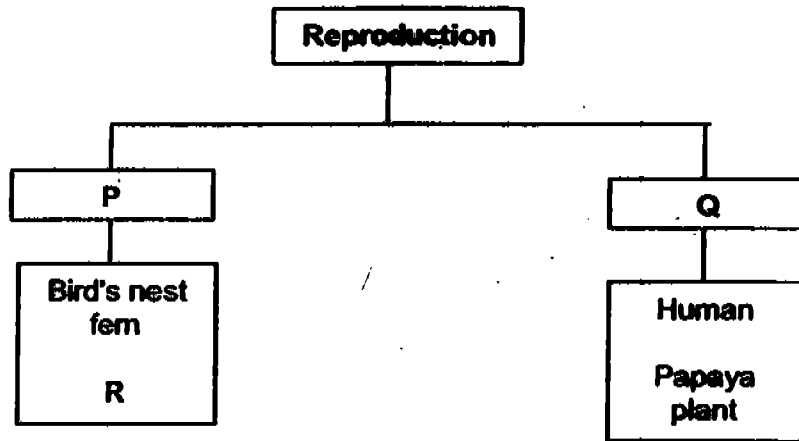 Reproduction
P
Q
Bird's nest
fern
R
Human
Papaya
plant